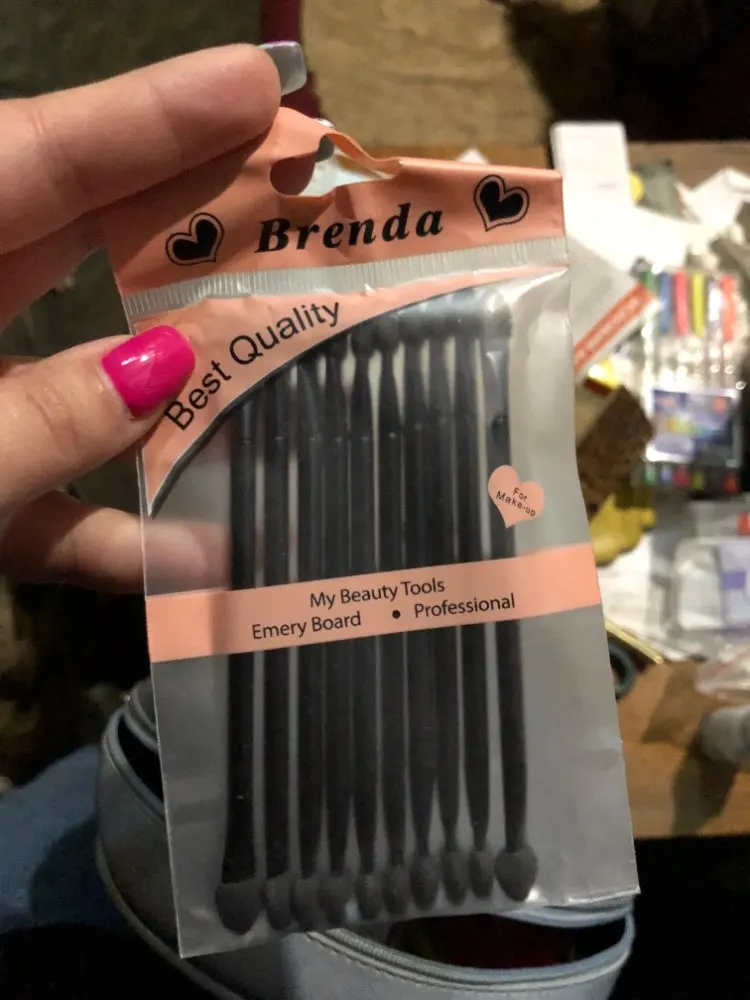 Brenda
Best Quality
For
Make-up
My Beauty Tools
Emery Board • Professional